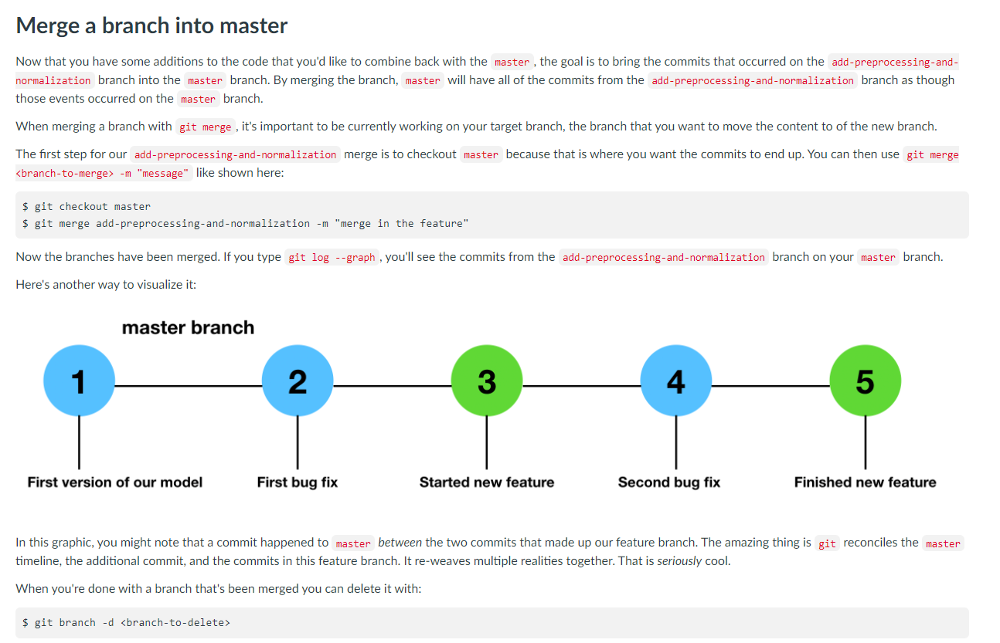 Merge a branch into master
Now that you have some additions to the code that you'd like to combine back with the master , the goal is to bring the commits that occurred on the add-preprocessing-and-
normalization branch into the master branch. By merging the branch, master will have all of the commits from the add-preprocessing-and-normalization branch as though
those events occurred on the master branch.
When merging a branch with git merge , it's important to be currently working on your target branch, the branch that you want to move the content to of the new branch.
The first step for our add-preprocessing-and-normalization merge is to checkout master because that is where you want the commits to end up. You can then use git merge
<branch-to-merge> -m "message" like shown here:
$ git checkout master
$ git merge add-preprocessing-and-normalization -m "merge in the feature"
Now the branches have been merged. If you type git log --graph , you'll see the commits from the add-preprocessing-and-normalization branch on your master branch.
Here's another way to visualize it:
master branch
1 2 3 4 5
First version of our model First bug fix Started new feature Second bug fix Finished new feature
In this graphic, you might note that a commit happened to master between the two commits that made up our feature branch. The amazing thing is git reconciles the master
timeline, the additional commit, and the commits in this feature branch. It re-weaves multiple realities together. That is seriously cool.
When you're done with a branch that's been merged you can delete it with:
$ git branch -d <branch-to-delete>